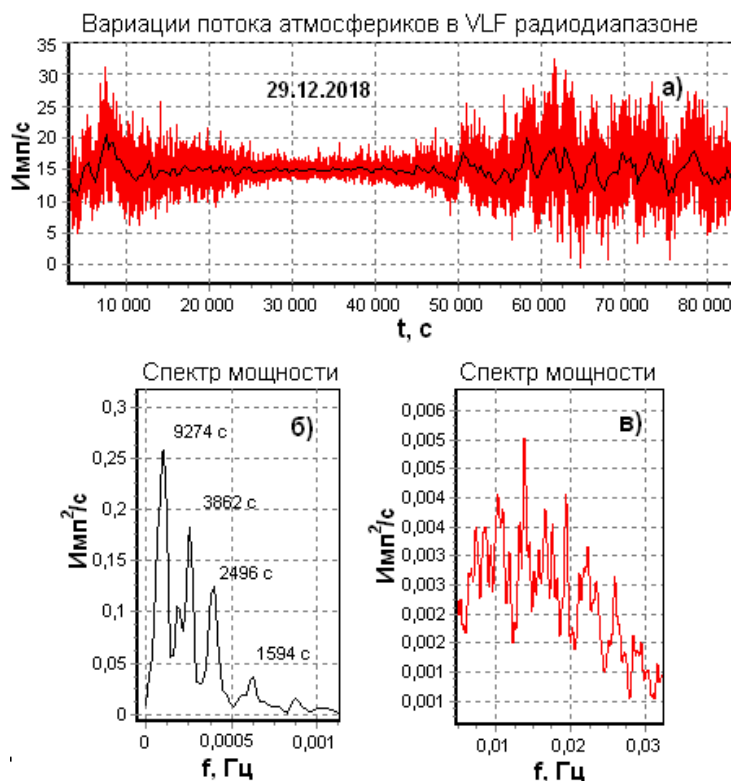 Вариации потока атмосфериков в VLF радиодиапазоне
35
30
25
20
15
10
5
0
Имп/с
29.12.2018
а)
10 000 20 000 30 000 40 000 50 000 60 000 70 000 80 000
t, с
Спектр мощности
0,3
0,25
0,2
0,15
0,1
0,05
0
Имп²/с
б)
9274 с
3862 с
2496 с
1594 с
0 0,0005 0,001
f, Гц
Спектр мощности
0,006
0,005
0,005
0,004
0,004
0,003
0,003
0,002
0,002
0,001
0,001
Имп²/с
в)
0,01 0,02 0,03
f, Гц